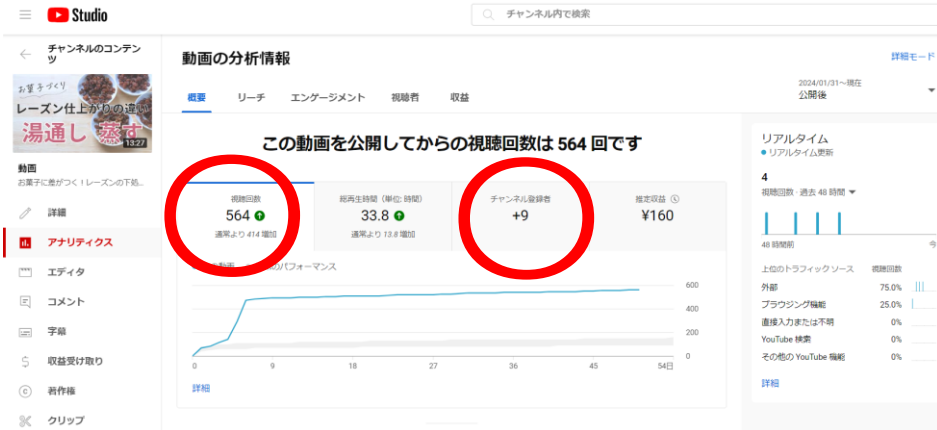 Studio
チャンネル内で検索
チャンネルのコンテン
ツ
お菓子づくり
レーズン仕上がりの違い
湯通し 蒸す
13:27
動画
お菓子に差がつく！レーズンの下処...
詳細
アナリティクス
エディタ
コメント
字幕
収益受け取り
著作権
クリップ
動画の分析情報
詳細モード
概要 リーチ エンゲージメント 視聴者 収益
2024/01/31～現在
公開後
この動画を公開してからの視聴回数は 564 回です
視聴回数
564
通常より 414 増加
総再生時間（単位: 時間）
33.8
通常より 13.8 増加
チャンネル登録者
+9
推定収益
¥160
のパフォーマンス
600
400
200
0
0 9 18 27 36 45 54日
詳細
リアルタイム
リアルタイム更新
4
視聴回数・過去 48 時間
48 時間前
今
上位のトラフィック ソース 視聴回数
外部 75.0%
ブラウジング機能 25.0%
直接入力または不明 0%
YouTube 検索 0%
その他の YouTube 機能 0%
詳細